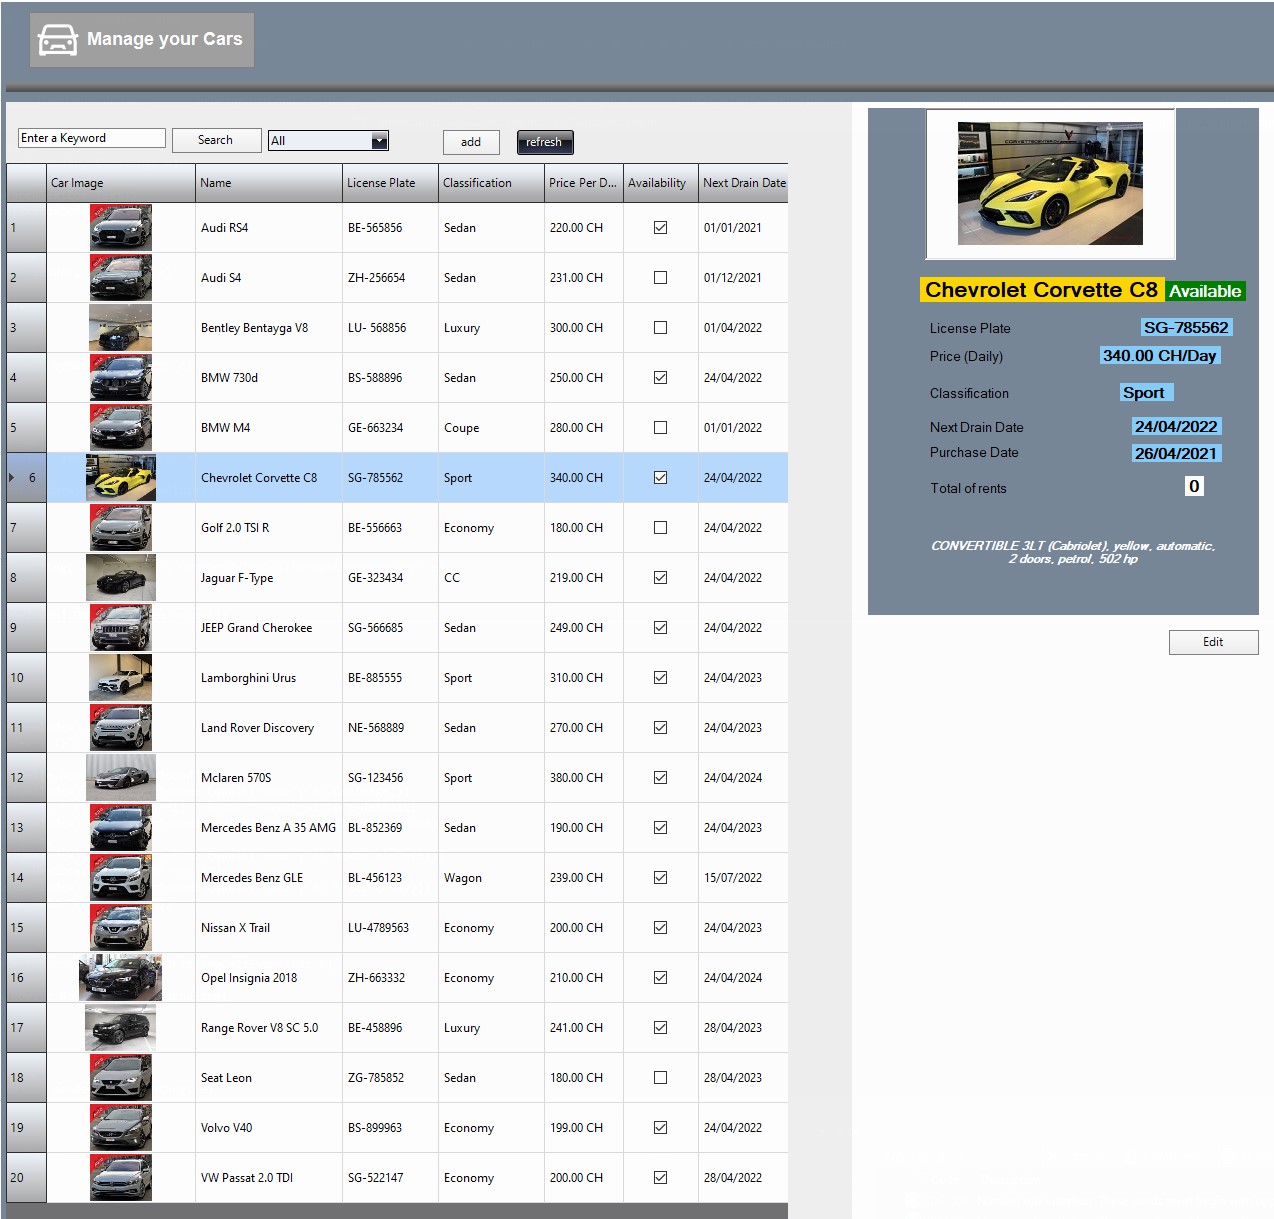 Manage your Cars
Enter a Keyword Search All add refresh
Car Image Name License Plate Classification Price Per D... Availability Next Drain Date
1 Audi RS4 BE-565856 Sedan 220.00 CH 01/01/2021
2 Audi S4 ZH-256654 Sedan 231.00 CH 01/12/2021
3 Bentley Bentayga V8 LU- 568856 Luxury 300.00 CH 01/04/2022
4 BMW 730d BS-588896 Sedan 250.00 CH 24/04/2022
5 BMW M4 GE-663234 Coupe 280.00 CH 01/01/2022
6 Chevrolet Corvette C8 SG-785562 Sport 340.00 CH 24/04/2022
7 Golf 2.0 TSI R BE-556663 Economy 180.00 CH 24/04/2022
8 Jaguar F-Type GE-323434 CC 219.00 CH 24/04/2022
9 JEEP Grand Cherokee SG-566685 Sedan 249.00 CH 24/04/2022
10 Lamborghini Urus BE-885555 Sport 310.00 CH 24/04/2023
11 Land Rover Discovery NE-568889 Sedan 270.00 CH 24/04/2023
12 Mclaren 570S SG-123456 Sport 380.00 CH 24/04/2024
13 Mercedes Benz A 35 AMG BL-852369 Sedan 190.00 CH 24/04/2023
14 Mercedes Benz GLE BL-456123 Wagon 239.00 CH 15/07/2022
15 Nissan X Trail LU-4789563 Economy 200.00 CH 24/04/2023
16 Opel Insignia 2018 ZH-663332 Economy 210.00 CH 24/04/2024
17 Range Rover V8 SC 5.0 BE-458896 Luxury 241.00 CH 28/04/2023
18 Seat Leon ZG-785852 Sedan 180.00 CH 28/04/2023
19 Volvo V40 BS-899963 Economy 199.00 CH 24/04/2022
20 VW Passat 2.0 TDI SG-522147 Economy 200.00 CH 28/04/2022
Chevrolet Corvette C8 Available
License Plate SG-785562
Price (Daily) 340.00 CH/Day
Classification Sport
Next Drain Date 24/04/2022
Purchase Date 26/04/2021
Total of rents 0
CONVERTIBLE 3LT (Cabriolet), yellow, automatic,
2 doors, petrol, 502 hp
Edit